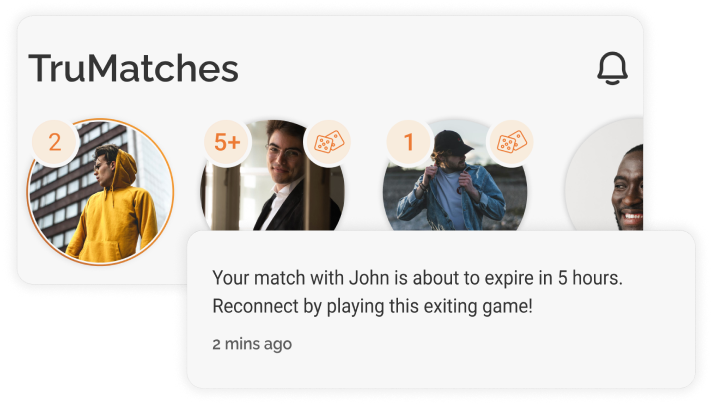 TruMatches
2
5+
1
Your match with John is about to expire in 5 hours.
Reconnect by playing this exiting game!
2 mins ago